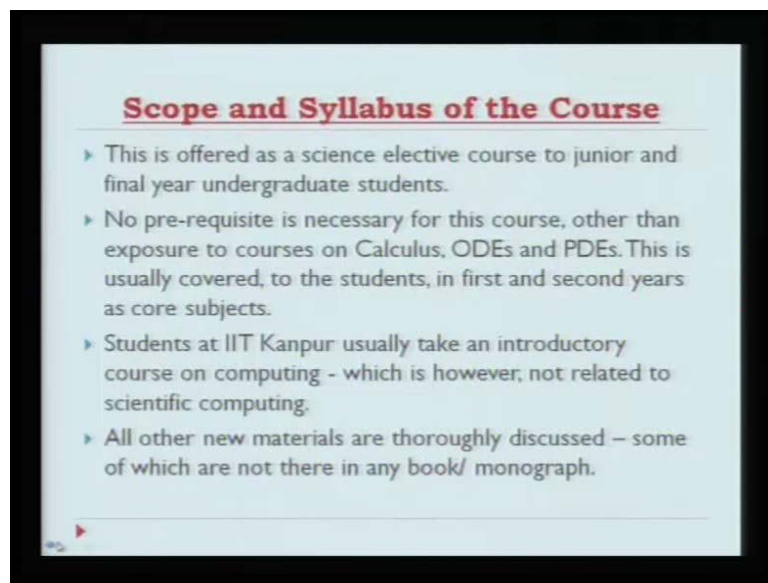 Scope and Syllabus of the Course
This is offered as a science elective course to junior and
final year undergraduate students.
No pre-requisite is necessary for this course, other than
exposure to courses on Calculus, ODEs and PDEs. This is
usually covered, to the students, in first and second years
as core subjects.
Students at IIT Kanpur usually take an introductory
course on computing - which is however, not related to
scientific computing.
All other new materials are thoroughly discussed – some
of which are not there in any book/ monograph.